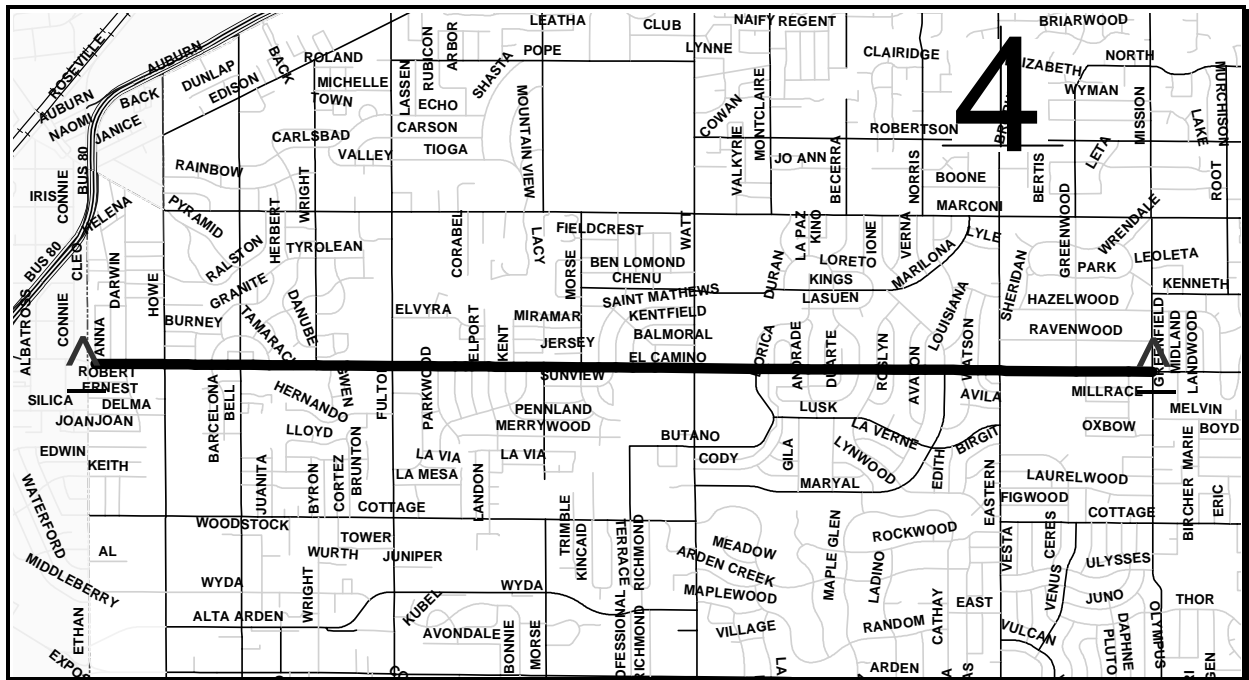 LEATHA
CLUB
NAIFY
REGENT
BRIARWOOD
ROSEVILLE
AUBURN
BACK
ROLAND
RUBICON
ARBOR
POPE
LYNNE
CLAIRIDGE
4
IZABETH
NORTH
DUNLAP
MICHELLE
LASSEN
SHASTA
WYMAN
MURCHISON
EDISON
TOWN
ECHO
MOUNTAIN VIEW
COWAN
MONTCLAIRE
MISSION
AUBURN
BACK
NAOMI
JANICE
CARLSBAD
CARSON
ROBERTSON
LAKE
VALLEY
TIOGA
VALKYRIE
JO ANN
BECERRA
NORRIS
BERTIS
LETA
ROOT
BUS 80
RAINBOW
WRIGHT
BOONE
IRIS
CONNIE
HELENA
PYRAMID
HERBERT
MARCONI
GREENWOOD
WRENDALE
CORABEL
LACY
FIELDCREST
WATT
LA PAZ
KINO
DIONE
VERNA
LYLE
BUS 80
CLEO
RALSTON
TYROLEAN
MORSE
BEN LOMOND
DURAN
LORETO
MARILONA
SHERIDAN
PARK
LEOLETA
DARWIN
HOWE
GRANITE
CHENU
KINGS
KENNETH
ALBATROSS
CONNIE
ANNA
BURNEY
TAMARACK
DANUBE
ELVYRA
ELPORT
KENT
MIRAMAR
SAINT MATHEWS
KENTFIELD
LASUEN
LOUISIANA
HAZELWOOD
GREENFIELD
MIDLAND
LANDWOOD
JERSEY
BALMORAL
ANDRADE
DUARTE
ROSLYN
AVALON
WATSON
RAVENWOOD
EL CAMINO
ROBERT
ERNEST
SUNVIEW
SILICA
DELMA
BARCELONA
BELL
HERNANDO
GWEN
FULTON
PARKWOOD
PENNLAND
LUSK
AVILA
MILLRACE
MELVIN
JOAN
JOAN
LLOYD
MERRYWOOD
BUTANO
LA VERNE
BIRGIT
OXBOW
BOYD
EDWIN
KEITH
JUANITA
BYRON
CORTEZ
BRUNTON
LA VIA
LA VIA
LA MESA
LANDON
CODY
GILA
LYNWOOD
EDITH
EASTERN
LAURELWOOD
MARIE
BIRCHER
ERIC
WATERFORD
COTTAGE
MARYAL
FIGWOOD
COTTAGE
WOODSTOCK
TRIMBLE
KINCAID
TERRACE
RICHMOND
MAPLE GLEN
ROCKWOOD
VESTA
CERES
AL
TOWER
WURTH
JUNIPER
MEADOW
ARDEN CREEK
LADINO
ULYSSES
MIDDLEBERRY
WYDA
WRIGHT
WYDA
MAPLEWOOD
VENUS
JUNO
THOR
ETHAN
ALTA ARDEN
KUBEL
AVONDALE
BONNIE
MORSE
OFESSIONAL
RICHMOND
VILLAGE
RANDOM
CATHAY
EAST
VULCAN
PLUTO
DAPHNE
OLYMPUS
EXPO
LA
ARDEN